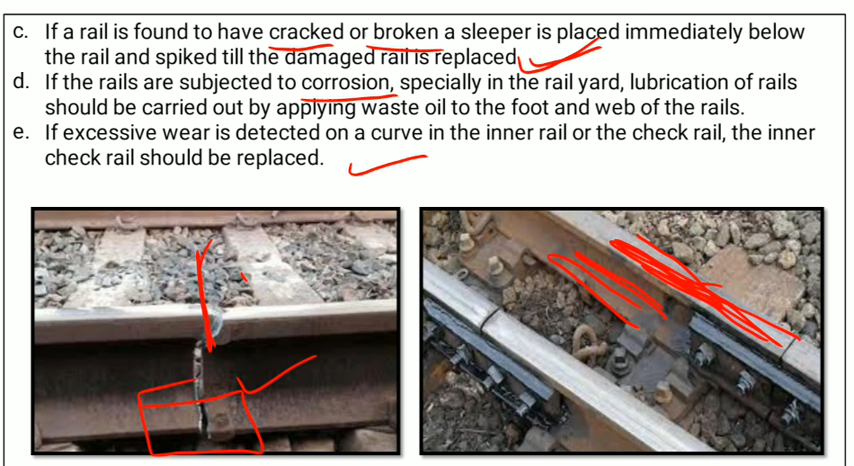 c. If a rail is found to have cracked or broken a sleeper is placed immediately below
the rail and spiked till the damaged rail is replaced.
d. If the rails are subjected to corrosion, specially in the rail yard, lubrication of rails
should be carried out by applying waste oil to the foot and web of the rails.
e. If excessive wear is detected on a curve in the inner rail or the check rail, the inner
check rail should be replaced.